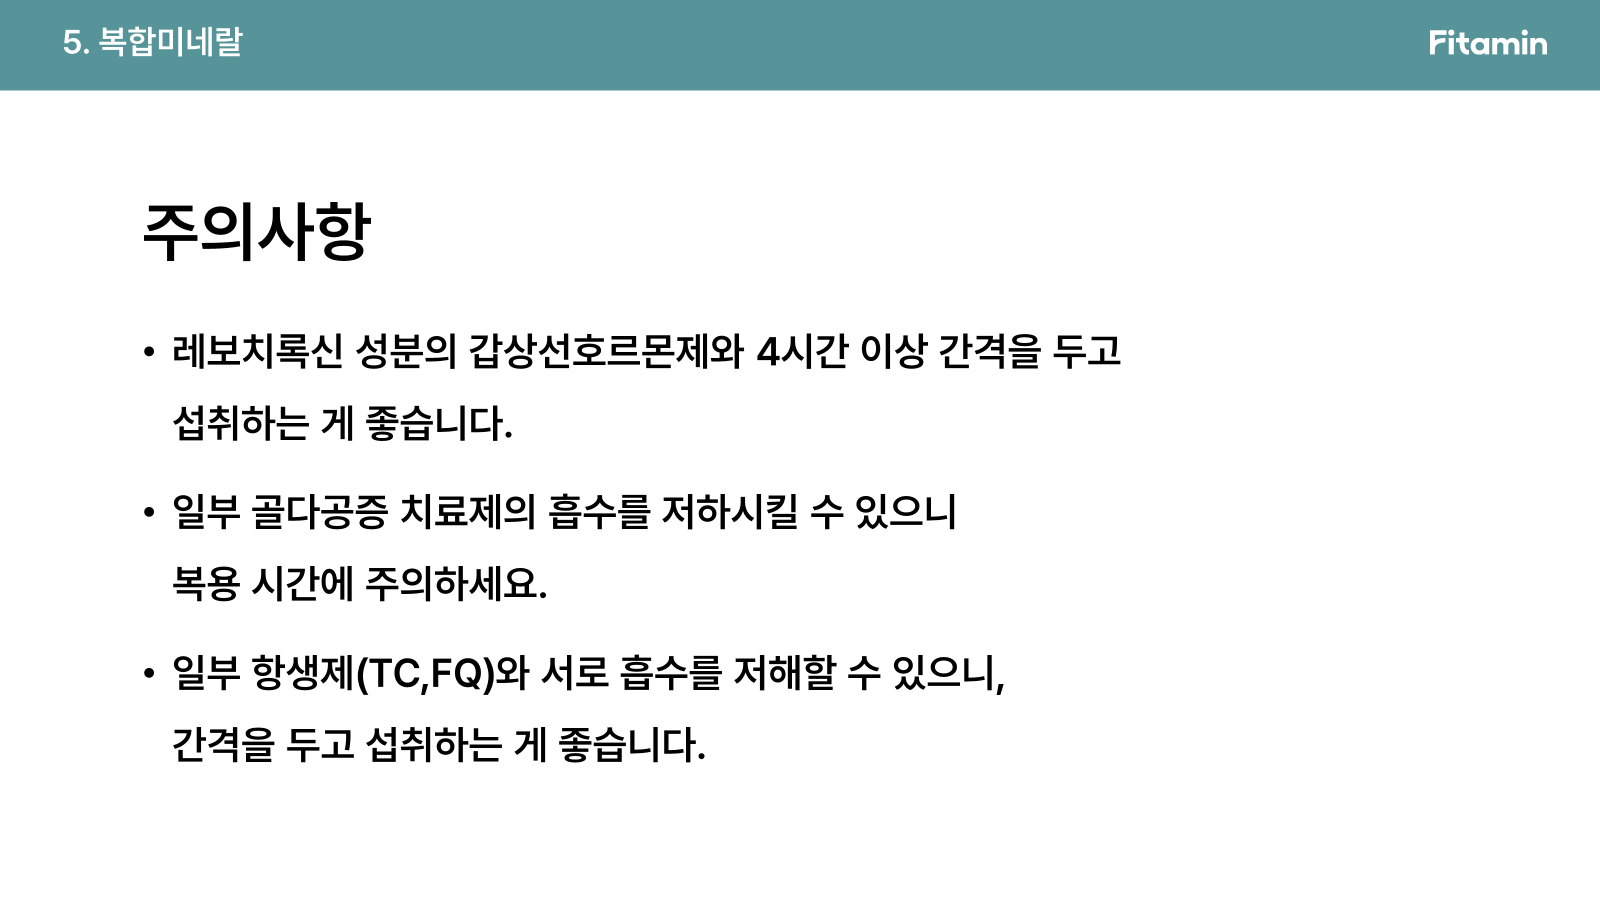 5. 복합미네랄
Fitamin
주의사항
• 레보치록신 성분의 갑상선호르몬제와 4시간 이상 간격을 두고
섭취하는 게 좋습니다.
• 일부 골다공증 치료제의 흡수를 저하시킬 수 있으니
복용 시간에 주의하세요.
• 일부 항생제(TC,FQ)와 서로 흡수를 저해할 수 있으니,
간격을 두고 섭취하는 게 좋습니다.